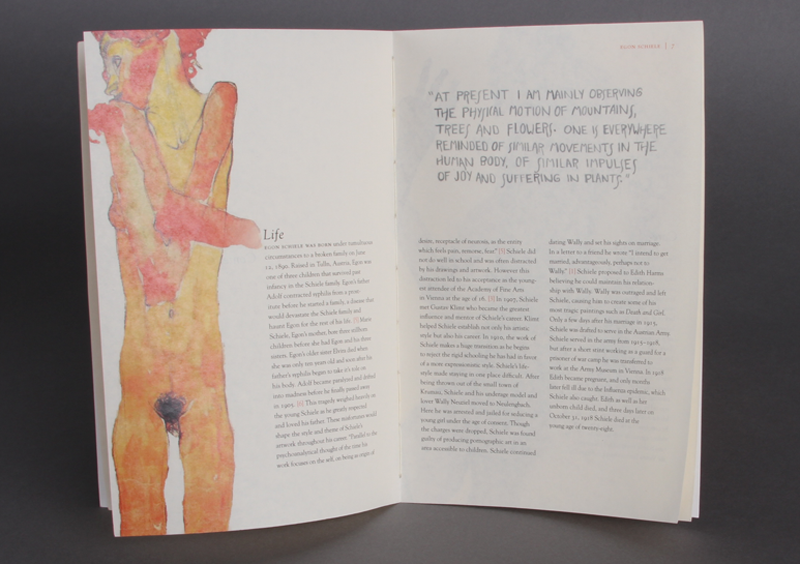 EGON SCHIELE | 7
"AT PRESENT I AM MAINLY OBSERVING
THE PHYSICAL MOTION OF MOUNTAINS,
TREES AND FLOWERS. ONE IS EVERYWHERE
REMINDED OF SIMILAR MOVEMENTS IN THE
HUMAN BODY, OF SIMILAR IMPULSES
OF JOY AND SUFFERING IN PLANTS."
Life
EGON SCHIELE WAS BORN under tumultuous
circumstances to a broken family on June
12, 1890. Raised in Tulln, Austria, Egon was
one of three children that survived past
infancy in the Schiele family. Egon's father
Adolf contracted syphilis from a prosti-
tute before he started a family, a disease that
would devastate the Schiele family and
haunt Egon for the rest of his life. [1] Marie
Schiele, Egon's mother, bore three stillborn
children before she had Egon and his three
sisters. Egon's older sister Elvira died when
she was only ten years old and soon after his
father's syphilis began to take it's role on
his body. Adolf became paralyzed and drifted
into madness before he finally passed away
in 1905. [2] This tragedy weighed heavily on
the young Schiele as he greatly respected
and loved his father. These misfortunes would
shape the style and theme of Schiele's
artwork throughout his career. "Parallel to the
psychoanalytical thought of the time his
work focuses on the self, on being as origin of
desire, receptacle of neurosis, as the entity
which feels pain, remorse, fear." [3] Schiele did
not do well in school and was often distracted
by his drawings and artwork. However this
distraction led to his acceptance as the young-
est attendee of the Academy of Fine Arts
in Vienna at the age of 16. [3] In 1907, Schiele
met Gustav Klimt who became the greatest
influence and mentor of Schiele's career. Klimt
helped Schiele establish not only his artistic
style but also his career. In 1910, the work of
Schiele makes a huge transition as he begins
to reject the rigid schooling he has had in favor
of a more expressionistic style. Schiele's life-
style made staying in one place difficult. After
being thrown out of the small town of
Krumau, Schiele and his underage model and
lover Wally Neuzil moved to Neulengbach.
Here he was arrested and jailed for seducing a
young girl under the age of consent. Though
the charges were dropped, Schiele was found
guilty of producing pornographic art in an
area accessible to children. Schiele continued
dating Wally and set his sights on marriage.
In a letter to a friend he wrote "I intend to get
married, advantageously, perhaps not to
Wally." Schiele proposed to Edith Harms
believing he could maintain his relation-
ship with Wally. Wally was outraged and left
Schiele, causing him to create some of his
most tragic paintings such as Death and Girl.
Only a few days after his marriage in 1915,
Schiele was drafted to serve in the Austrian Army.
Schiele served in the army from 1915-1918,
but after a short stint working as a guard for a
prisoner of war camp he was transferred to
work at the Army Museum in Vienna. In 1918
Edith became pregnant, and only months
later fell ill due to the Influenza epidemic, which
Schiele also caught. Edith as well as her
unborn child died, and three days later on
October 31, 1918 Schiele died at the
young age of twenty-eight.